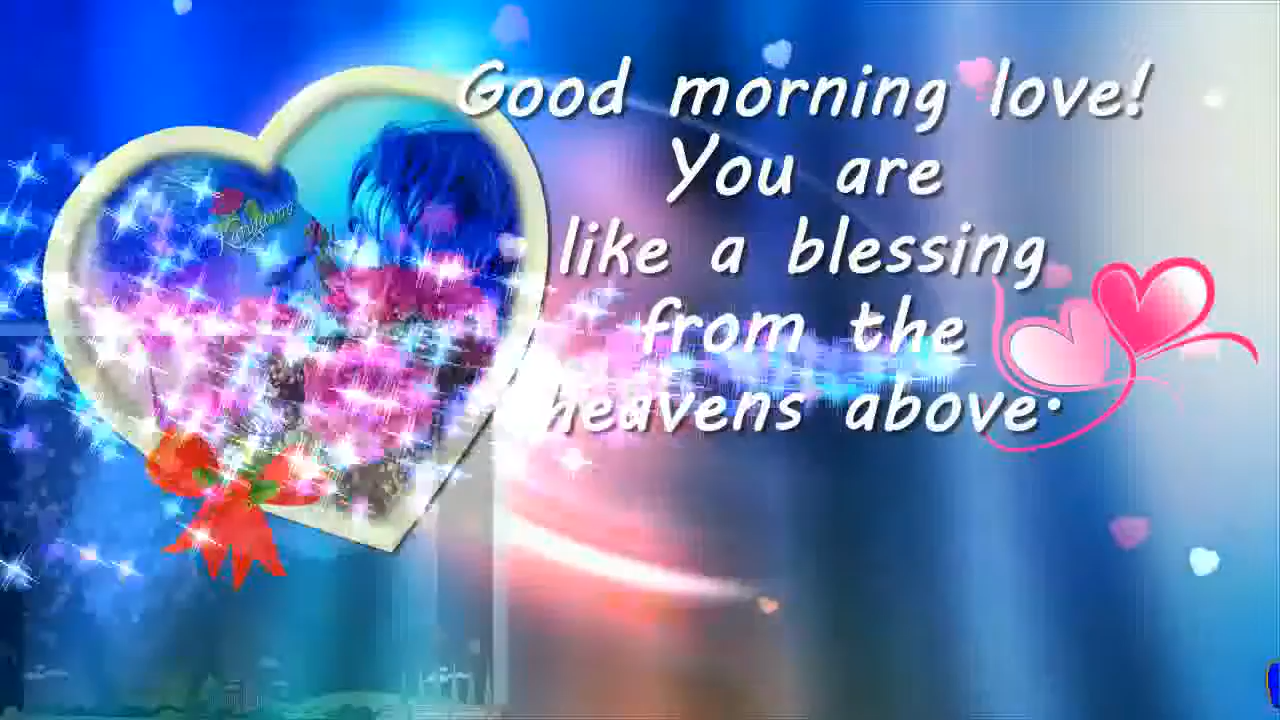 Good morning love!
You are
like a blessing
from the
heavens above.